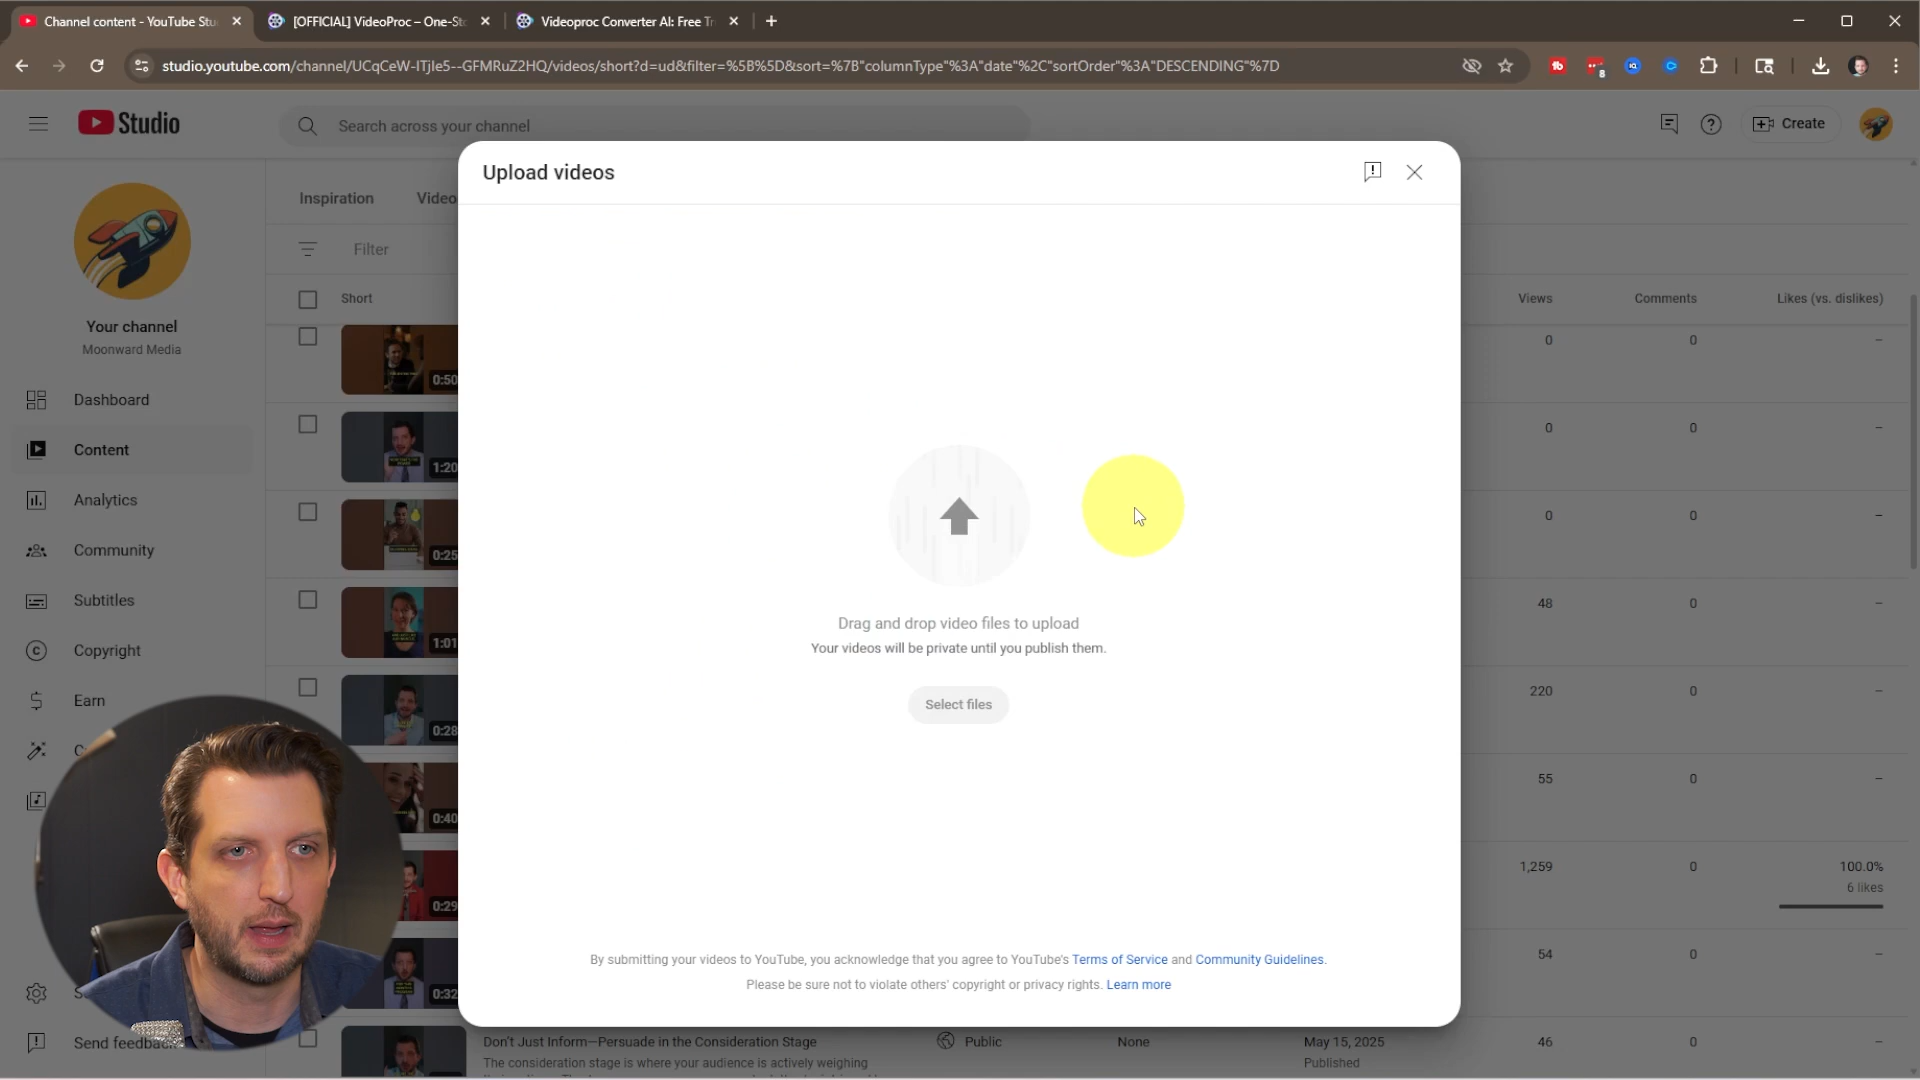 Channel content - YouTube Stu
[OFFICIAL] VideoProc – One-Sto
Videoproc Converter AI: Free Tr
studio.youtube.com/channel/UCqCeW-ITjle5--GFMRuZ2HQ/videos/short?d=ud&filter=%5B%5D&sort=%7B"columnType"%3A"date"%2C"sortOrder"%3A"DESCENDING"%7D
8
Studio
Search across your channel
Create
Upload videos
Inspiration
Video
Filter
Short
Views
Comments
Likes (vs. dislikes)
Your channel
Moonward Media
0:50
0
0
–
Dashboard
1:20
0
0
–
Content
Analytics
0:25
0
0
–
Community
Subtitles
1:01
48
0
–
Drag and drop video files to upload
Your videos will be private until you publish them.
Select files
Copyright
Earn
0:28
220
0
–
0:40
55
0
–
0:29
1,259
0
100.0%
6 likes
0:32
54
0
–
By submitting your videos to YouTube, you acknowledge that you agree to YouTube's Terms of Service and Community Guidelines.
Please be sure not to violate others' copyright or privacy rights. Learn more
Send feedback
Don't Just Inform—Persuade in the Consideration Stage
The consideration stage is where your audience is actively weighing
Public
None
May 15, 2025
Published
46
0
–